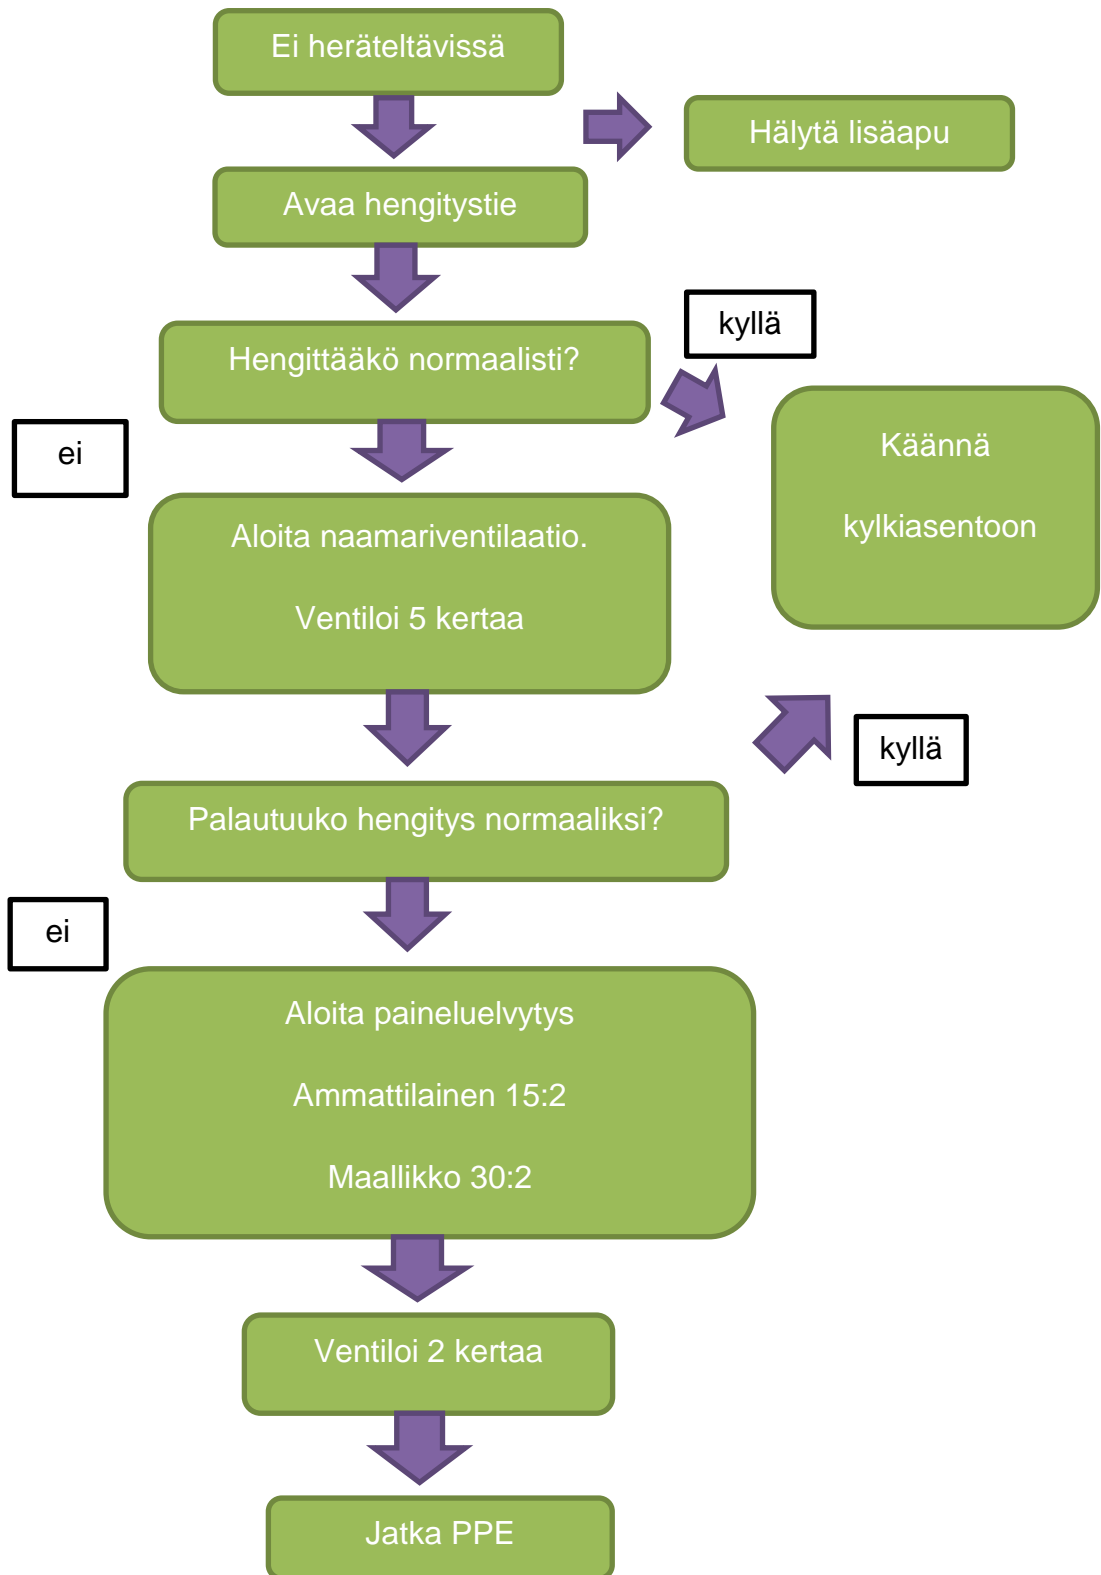 Ei heräteltävissä
Hälytä lisäapu
Avaa hengitystie
kyllä
Hengittääkö normaalisti?
ei
Käännä
kylkiasentoon
Aloita naamariventilaatio.
Ventiloi 5 kertaa
kyllä
Palautuuko hengitys normaaliksi?
ei
Aloita paineluelvytys
Ammattilainen 15:2
Maallikko 30:2
Ventiloi 2 kertaa
Jatka PPE